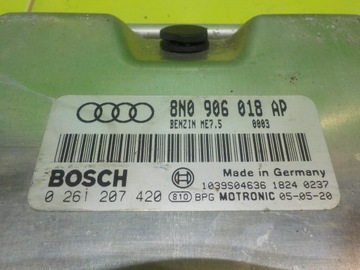 8N0 906 018 AP
BENZIN ME7.5 0003
Made in Germany
BOSCH 1039S04636 1824 0237
0 261 207 420 810 BPG MOTRONIC 05-05-20